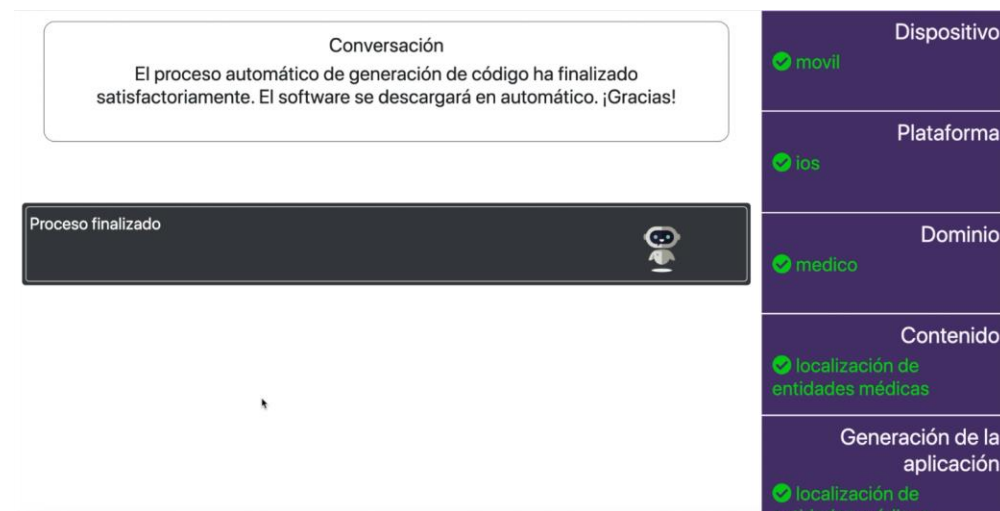 Conversación
El proceso automático de generación de código ha finalizado
satisfactoriamente. El software se descargará en automático. ¡Gracias!
Proceso finalizado
Dispositivo
movil
Plataforma
ios
Dominio
medico
Contenido
localización de
entidades médicas
Generación de la
aplicación
localización de